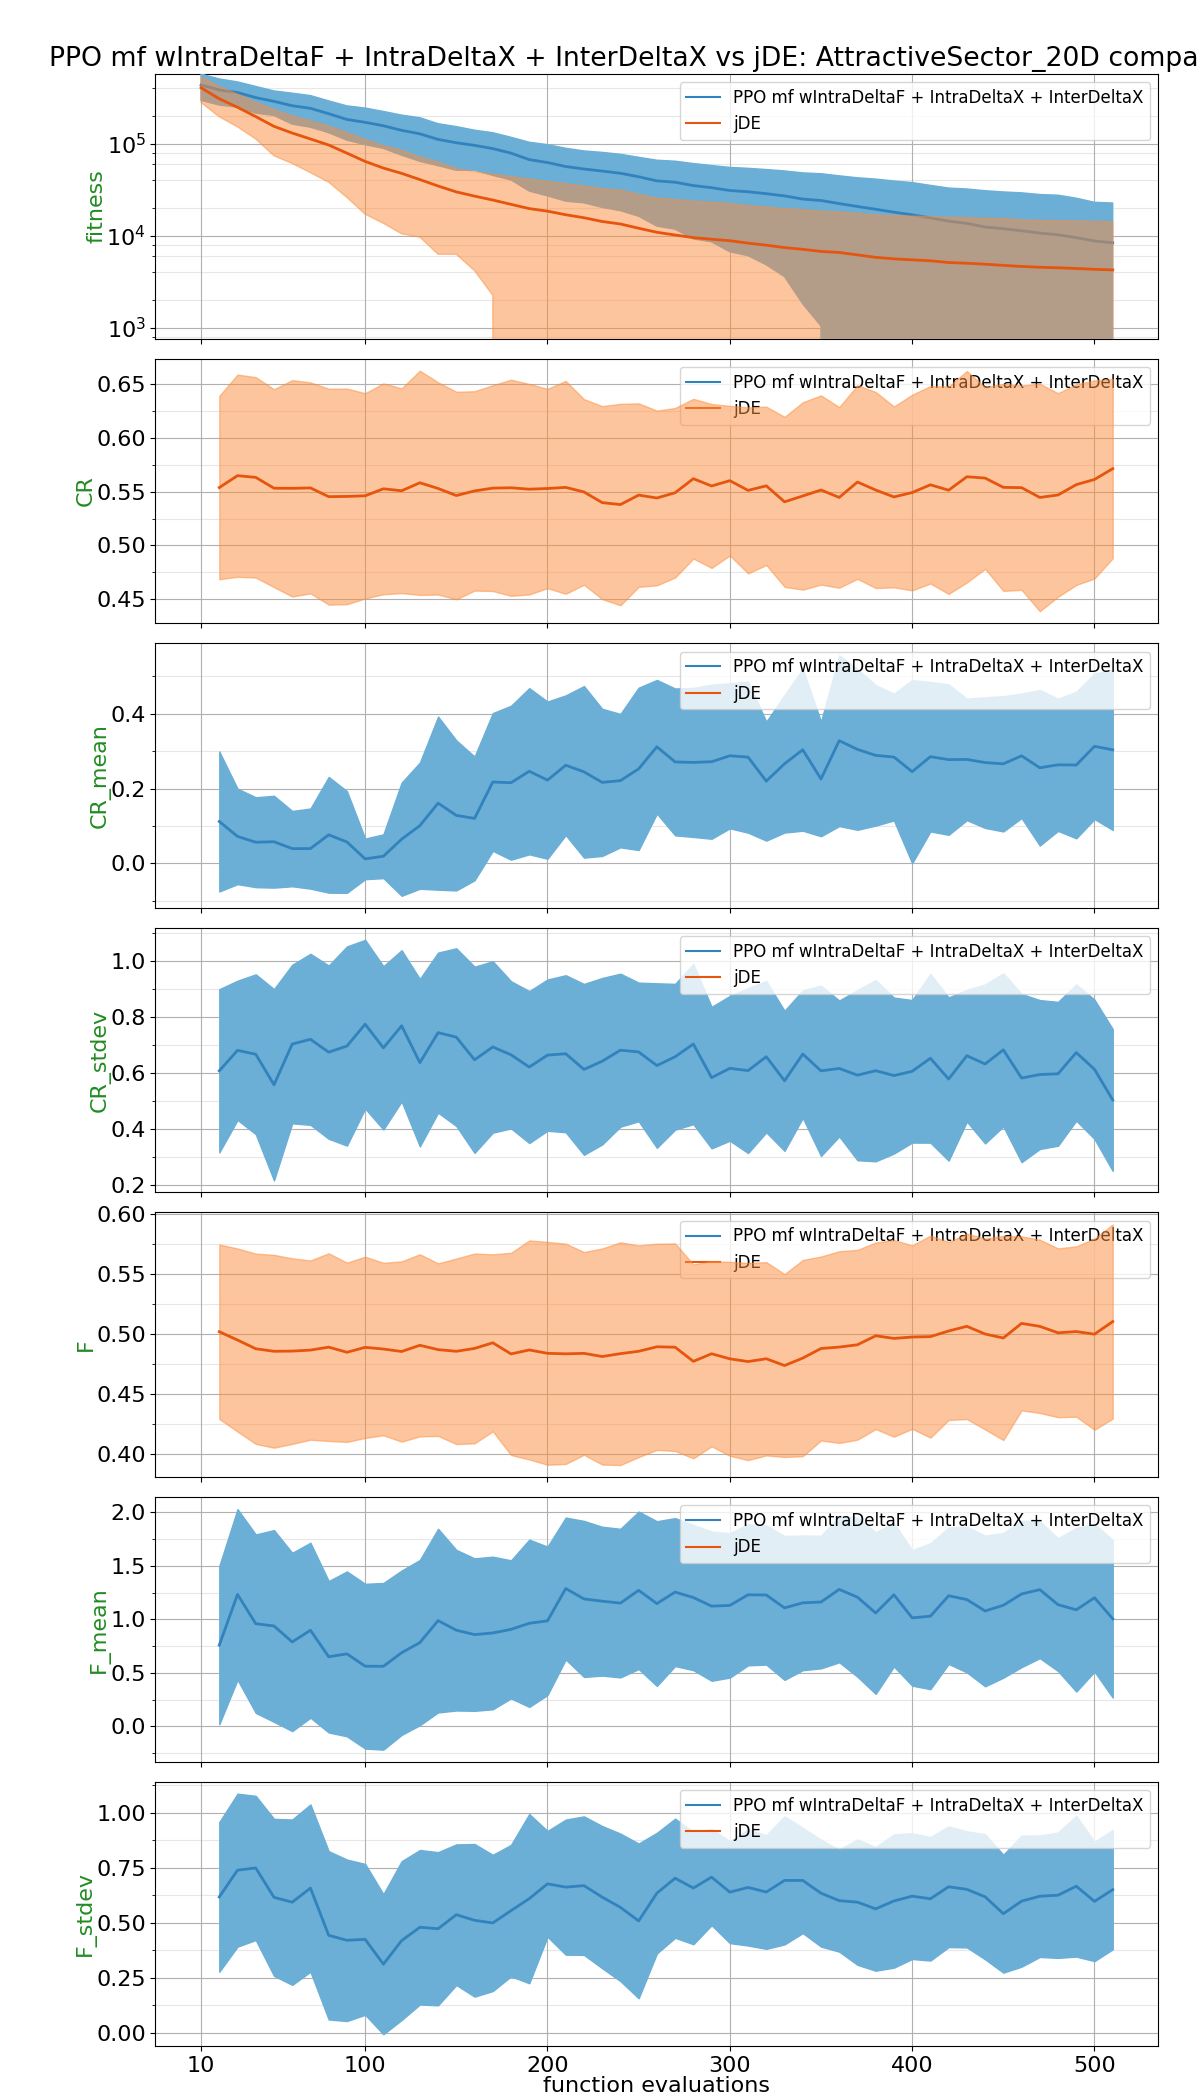 PPO mf wIntraDeltaF + IntraDeltaX + InterDeltaX vs jDE: AttractiveSector_20D compa
PPO mf wIntraDeltaF + IntraDeltaX + InterDeltaX
jDE
10^5
10^4
10^3
fitness
PPO mf wIntraDeltaF + IntraDeltaX + InterDeltaX
jDE
0.65
0.60
0.55
0.50
0.45
CR
PPO mf wIntraDeltaF + IntraDeltaX + InterDeltaX
jDE
0.4
0.2
0.0
CR_mean
PPO mf wIntraDeltaF + IntraDeltaX + InterDeltaX
jDE
1.0
0.8
0.6
0.4
0.2
CR_stdev
PPO mf wIntraDeltaF + IntraDeltaX + InterDeltaX
jDE
0.60
0.55
0.50
0.45
0.40
F
PPO mf wIntraDeltaF + IntraDeltaX + InterDeltaX
jDE
2.0
1.5
1.0
0.5
0.0
F_mean
PPO mf wIntraDeltaF + IntraDeltaX + InterDeltaX
jDE
1.00
0.75
0.50
0.25
0.00
F_stdev
10 100 200 300 400 500
function evaluations